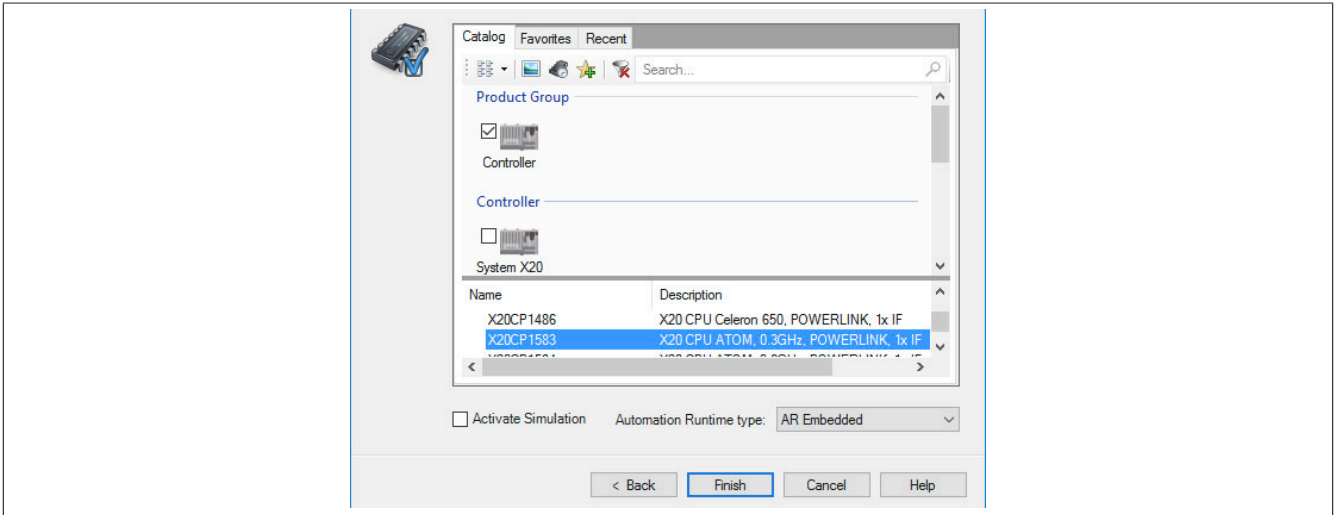 Catalog Favorites Recent
Search...
Product Group
Controller
Controller
System X20
Name Description
X20CP1486 X20 CPU Celeron 650, POWERLINK, 1x IF
X20CP1583 X20 CPU ATOM, 0.3GHz, POWERLINK, 1x IF
Activate Simulation Automation Runtime type: AR Embedded
< Back Finish Cancel Help